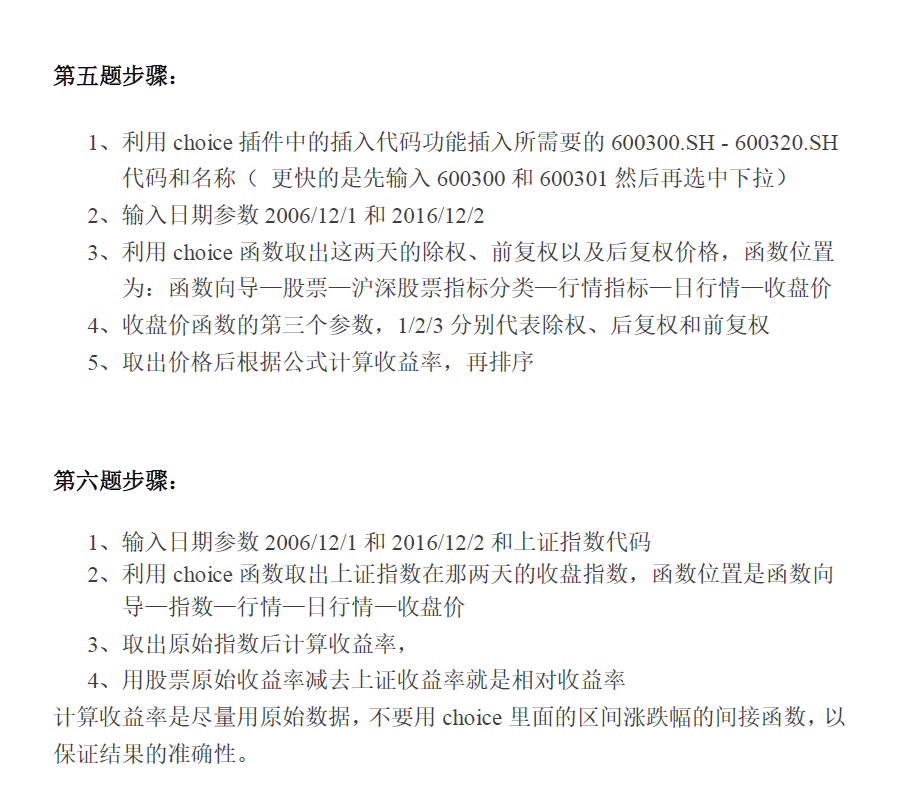 第五题步骤：
1、利用 choice 插件中的插入代码功能插入所需要的 600300.SH - 600320.SH
代码和名称（ 更快的是先输入 600300 和 600301 然后再选中下拉）
2、输入日期参数 2006/12/1 和 2016/12/2
3、利用 choice 函数取出这两天的除权、前复权以及后复权价格，函数位置
为：函数向导—股票—沪深股票指标分类—行情指标—日行情—收盘价
4、收盘价函数的第三个参数，1/2/3 分别代表除权、后复权和前复权
5、取出价格后根据公式计算收益率，再排序
第六题步骤：
1、输入日期参数 2006/12/1 和 2016/12/2 和上证指数代码
2、利用 choice 函数取出上证指数在那两天的收盘指数，函数位置是函数向
导—指数—行情—日行情—收盘价
3、取出原始指数后计算收益率，
4、用股票原始收益率减去上证收益率就是相对收益率
计算收益率是尽量用原始数据，不要用 choice 里面的区间涨跌幅的间接函数，以
保证结果的准确性。